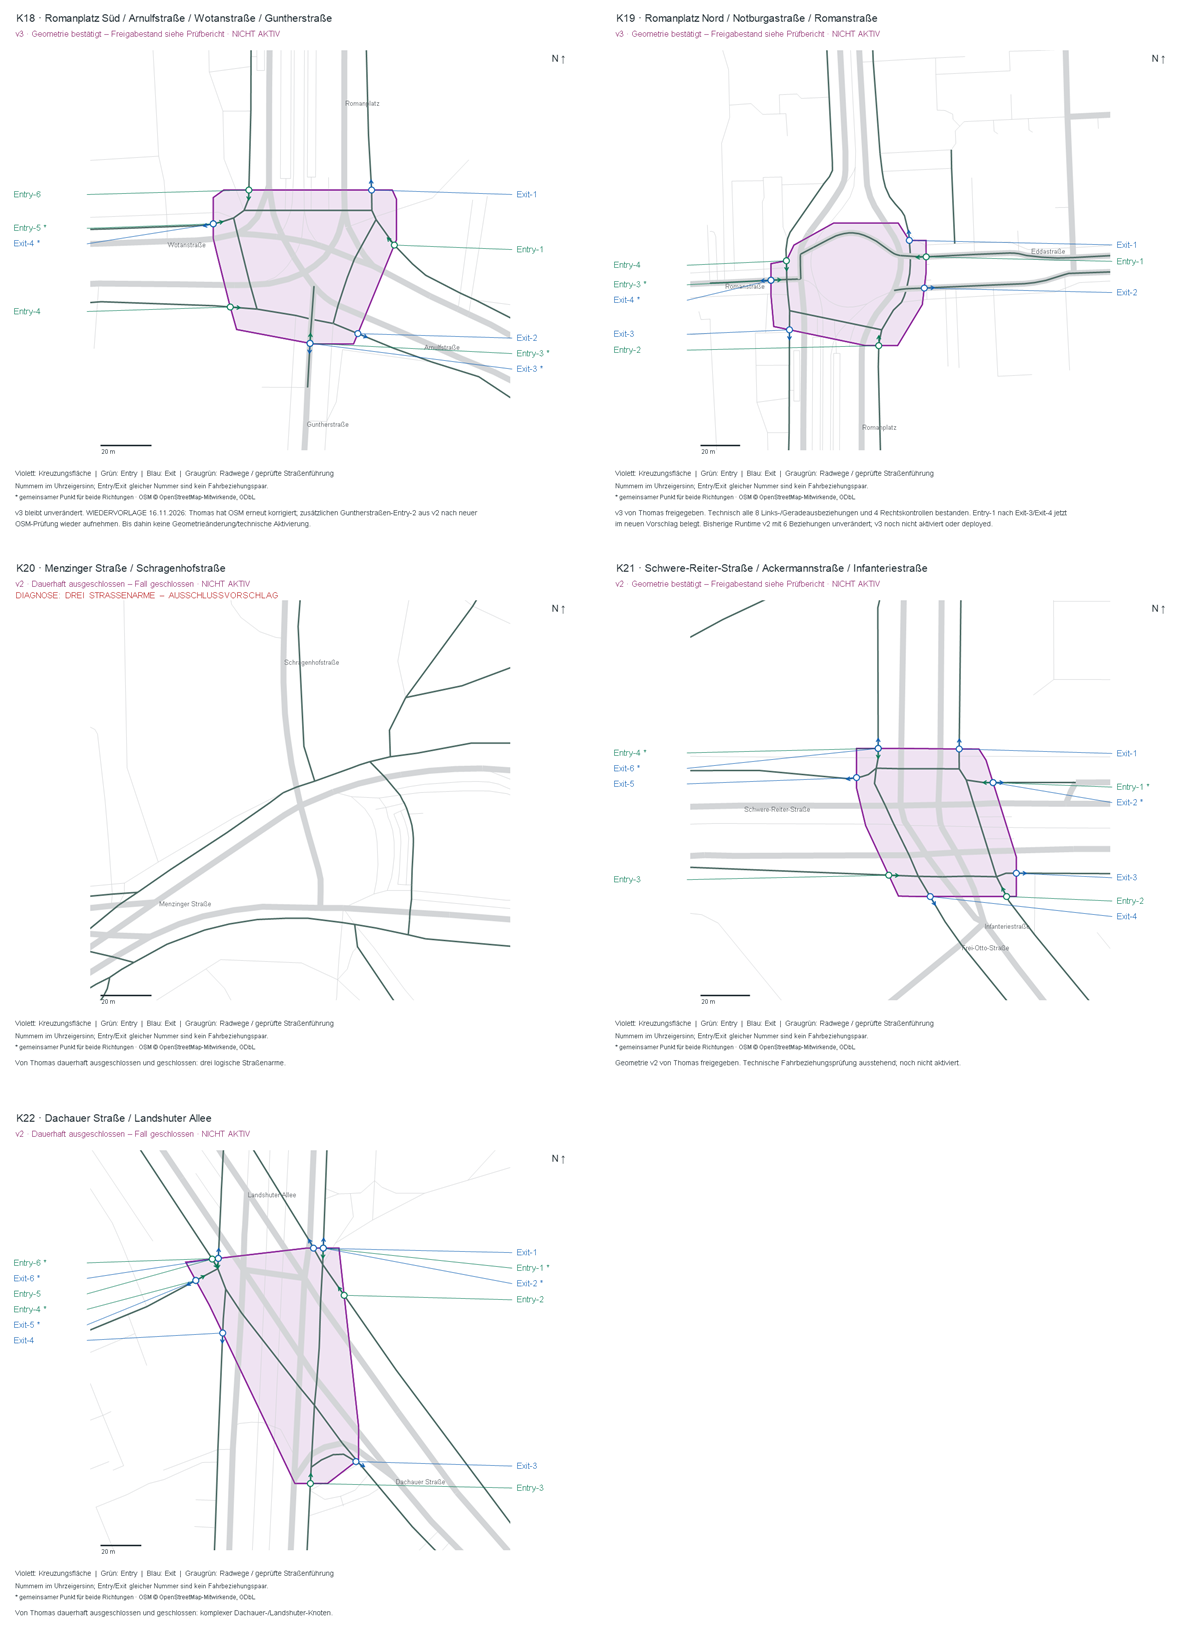 K18 · Romanplatz Süd / Arnulfstraße / Wotanstraße / Guntherstraße
v3 · Geometrie bestätigt – Freigabestand siehe Prüfbericht · NICHT AKTIV
N ↑
Romanplatz
Entry-6
Exit-1
Entry-5 *
Exit-4 *
Wotanstraße
Entry-1
Entry-4
Exit-2
Arnulfstraße
Entry-3 *
Exit-3 *
Guntherstraße
20 m
Violett: Kreuzungsfläche | Grün: Entry | Blau: Exit | Graugrün: Radwege / geprüfte Straßenführung
Nummern im Uhrzeigersinn; Entry/Exit gleicher Nummer sind kein Fahrbeziehungspaar.
* gemeinsamer Punkt für beide Richtungen · OSM © OpenStreetMap-Mitwirkende, ODbL
v3 bleibt unverändert. WIEDERVORLAGE 16.11.2026: Thomas hat OSM erneut korrigiert; zusätzlichen Guntherstraßen-Entry-2 aus v2 nach neuer
OSM-Prüfung wieder aufnehmen. Bis dahin keine Geometrieänderung/technische Aktivierung.
K19 · Romanplatz Nord / Notburgastraße / Romanstraße
v3 · Geometrie bestätigt – Freigabestand siehe Prüfbericht · NICHT AKTIV
N ↑
Exit-1
Eddastraße
Entry-1
Entry-4
Entry-3 *
Romanstraße
Exit-4 *
Exit-2
Exit-3
Entry-2
Romanplatz
20 m
Violett: Kreuzungsfläche | Grün: Entry | Blau: Exit | Graugrün: Radwege / geprüfte Straßenführung
Nummern im Uhrzeigersinn; Entry/Exit gleicher Nummer sind kein Fahrbeziehungspaar.
* gemeinsamer Punkt für beide Richtungen · OSM © OpenStreetMap-Mitwirkende, ODbL
v3 von Thomas freigegeben. Technisch alle 8 Links-/Geradeausbeziehungen und 4 Rechtskontrollen bestanden. Entry-1 nach Exit-3/Exit-4 jetzt
im neuen Vorschlag belegt. Bisherige Runtime v2 mit 6 Beziehungen unverändert; v3 noch nicht aktiviert oder deployed.
K20 · Menzinger Straße / Schragenhofstraße
v2 · Dauerhaft ausgeschlossen – Fall geschlossen · NICHT AKTIV
DIAGNOSE: DREI STRASSENARME – AUSSCHLUSSVORSCHLAG
N ↑
Schragenhofstraße
Menzinger Straße
20 m
Violett: Kreuzungsfläche | Grün: Entry | Blau: Exit | Graugrün: Radwege / geprüfte Straßenführung
Nummern im Uhrzeigersinn; Entry/Exit gleicher Nummer sind kein Fahrbeziehungspaar.
* gemeinsamer Punkt für beide Richtungen · OSM © OpenStreetMap-Mitwirkende, ODbL
Von Thomas dauerhaft ausgeschlossen und geschlossen: drei logische Straßenarme.
K21 · Schwere-Reiter-Straße / Ackermannstraße / Infanteriestraße
v2 · Geometrie bestätigt – Freigabestand siehe Prüfbericht · NICHT AKTIV
N ↑
Entry-4 *
Exit-6 *
Exit-5
Exit-1
Entry-1 *
Exit-2 *
Schwere-Reiter-Straße
Entry-3
Exit-3
Entry-2
Exit-4
Infanteriestraße
Frei-Otto-Straße
20 m
Violett: Kreuzungsfläche | Grün: Entry | Blau: Exit | Graugrün: Radwege / geprüfte Straßenführung
Nummern im Uhrzeigersinn; Entry/Exit gleicher Nummer sind kein Fahrbeziehungspaar.
* gemeinsamer Punkt für beide Richtungen · OSM © OpenStreetMap-Mitwirkende, ODbL
Geometrie v2 von Thomas freigegeben. Technische Fahrbeziehungsprüfung ausstehend; noch nicht aktiviert.
K22 · Dachauer Straße / Landshuter Allee
v2 · Dauerhaft ausgeschlossen – Fall geschlossen · NICHT AKTIV
N ↑
Landshuter Allee
Entry-6 *
Exit-6 *
Entry-5
Entry-4 *
Exit-5 *
Exit-4
Exit-1
Entry-1 *
Exit-2 *
Entry-2
Exit-3
Dachauer Straße
Entry-3
20 m
Violett: Kreuzungsfläche | Grün: Entry | Blau: Exit | Graugrün: Radwege / geprüfte Straßenführung
Nummern im Uhrzeigersinn; Entry/Exit gleicher Nummer sind kein Fahrbeziehungspaar.
* gemeinsamer Punkt für beide Richtungen · OSM © OpenStreetMap-Mitwirkende, ODbL
Von Thomas dauerhaft ausgeschlossen und geschlossen: komplexer Dachauer-/Landshuter-Knoten.